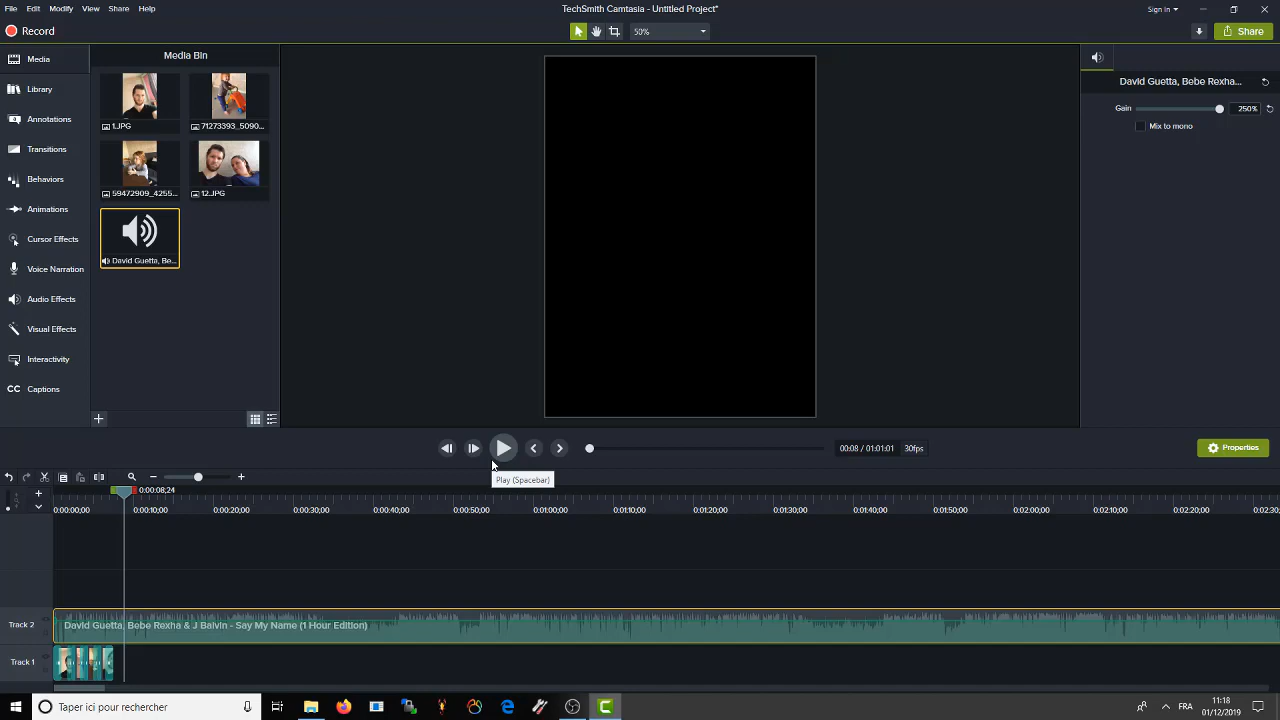 File Edit Modify View Share Help TechSmith Camtasia - Untitled Project* Sign In
Record 50% Share
Media
Library
Annotations
Transitions
Behaviors
Animations
Cursor Effects
Voice Narration
Audio Effects
Visual Effects
Interactivity
CC Captions
Media Bin
1.JPG 71273393_5090...
59472909_4255... 12.JPG
David Guetta, Be...
David Guetta, Bebe Rexha...
Gain 250%
Mix to mono
00:08 / 01:01:01 30fps
Properties
Play (Spacebar)
0:00:08;24
0:00:00;00 0:00:10;00 0:00:20;00 0:00:30;00 0:00:40;00 0:00:50;00 0:01:00;00 0:01:10;00 0:01:20;00 0:01:30;00 0:01:40;00 0:01:50;00 0:02:00;00 0:02:10;00 0:02:20;00 0:02:30;
Track 2 David Guetta, Bebe Rexha & J Balvin - Say My Name (1 Hour Edition)
Track 1
Taper ici pour rechercher
FRA
11:18
01/12/2019